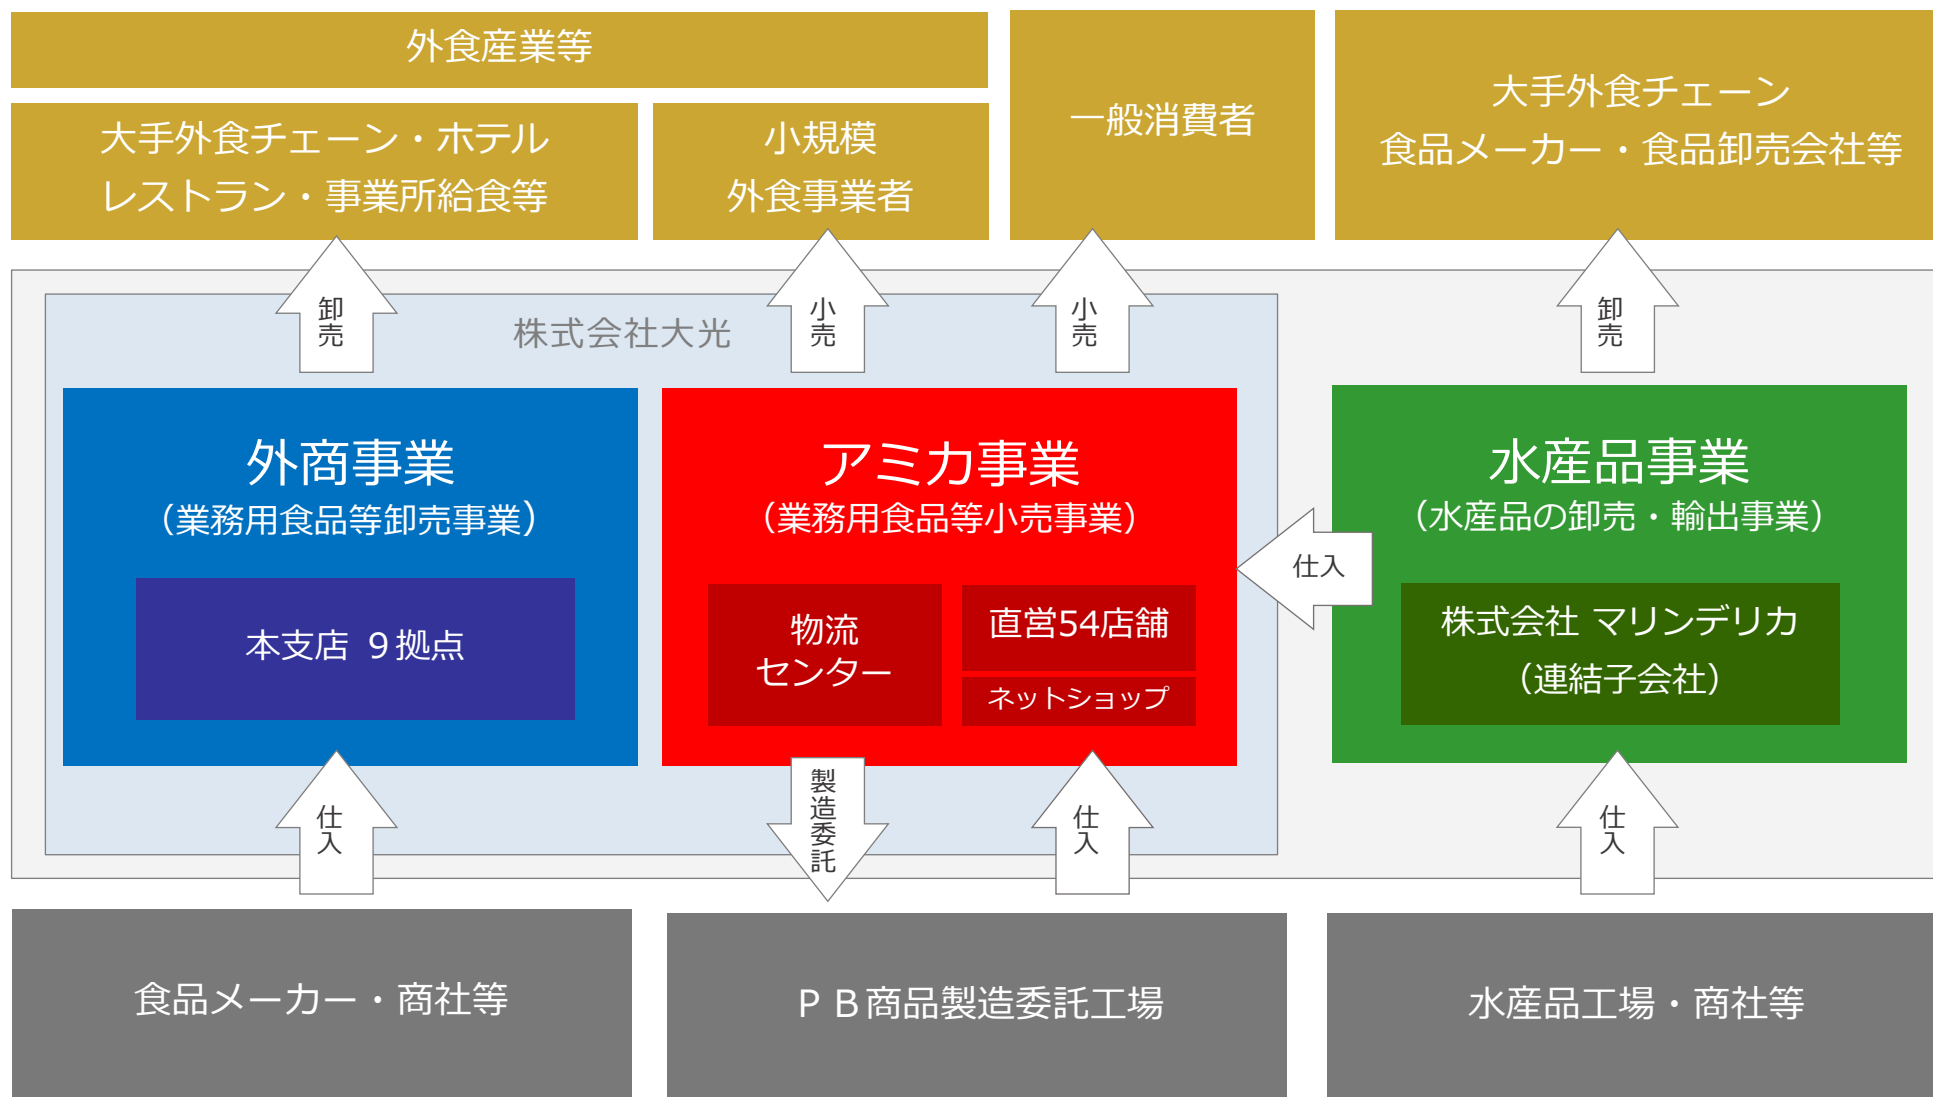 外食産業等
大手外食チェーン・ホテル
レストラン・事業所給食等
小規模
外食事業者
一般消費者
大手外食チェーン
食品メーカー・食品卸売会社等
卸売
小売
小売
卸売
株式会社大光
外商事業
（業務用食品等卸売事業）
本支店 ９拠点
アミカ事業
（業務用食品等小売事業）
物流
センター
直営54店舗
ネットショップ
仕入
水産品事業
（水産品の卸売・輸出事業）
株式会社 マリンデリカ
（連結子会社）
仕入
製造委託
仕入
仕入
食品メーカー・商社等
ＰＢ商品製造委託工場
水産品工場・商社等